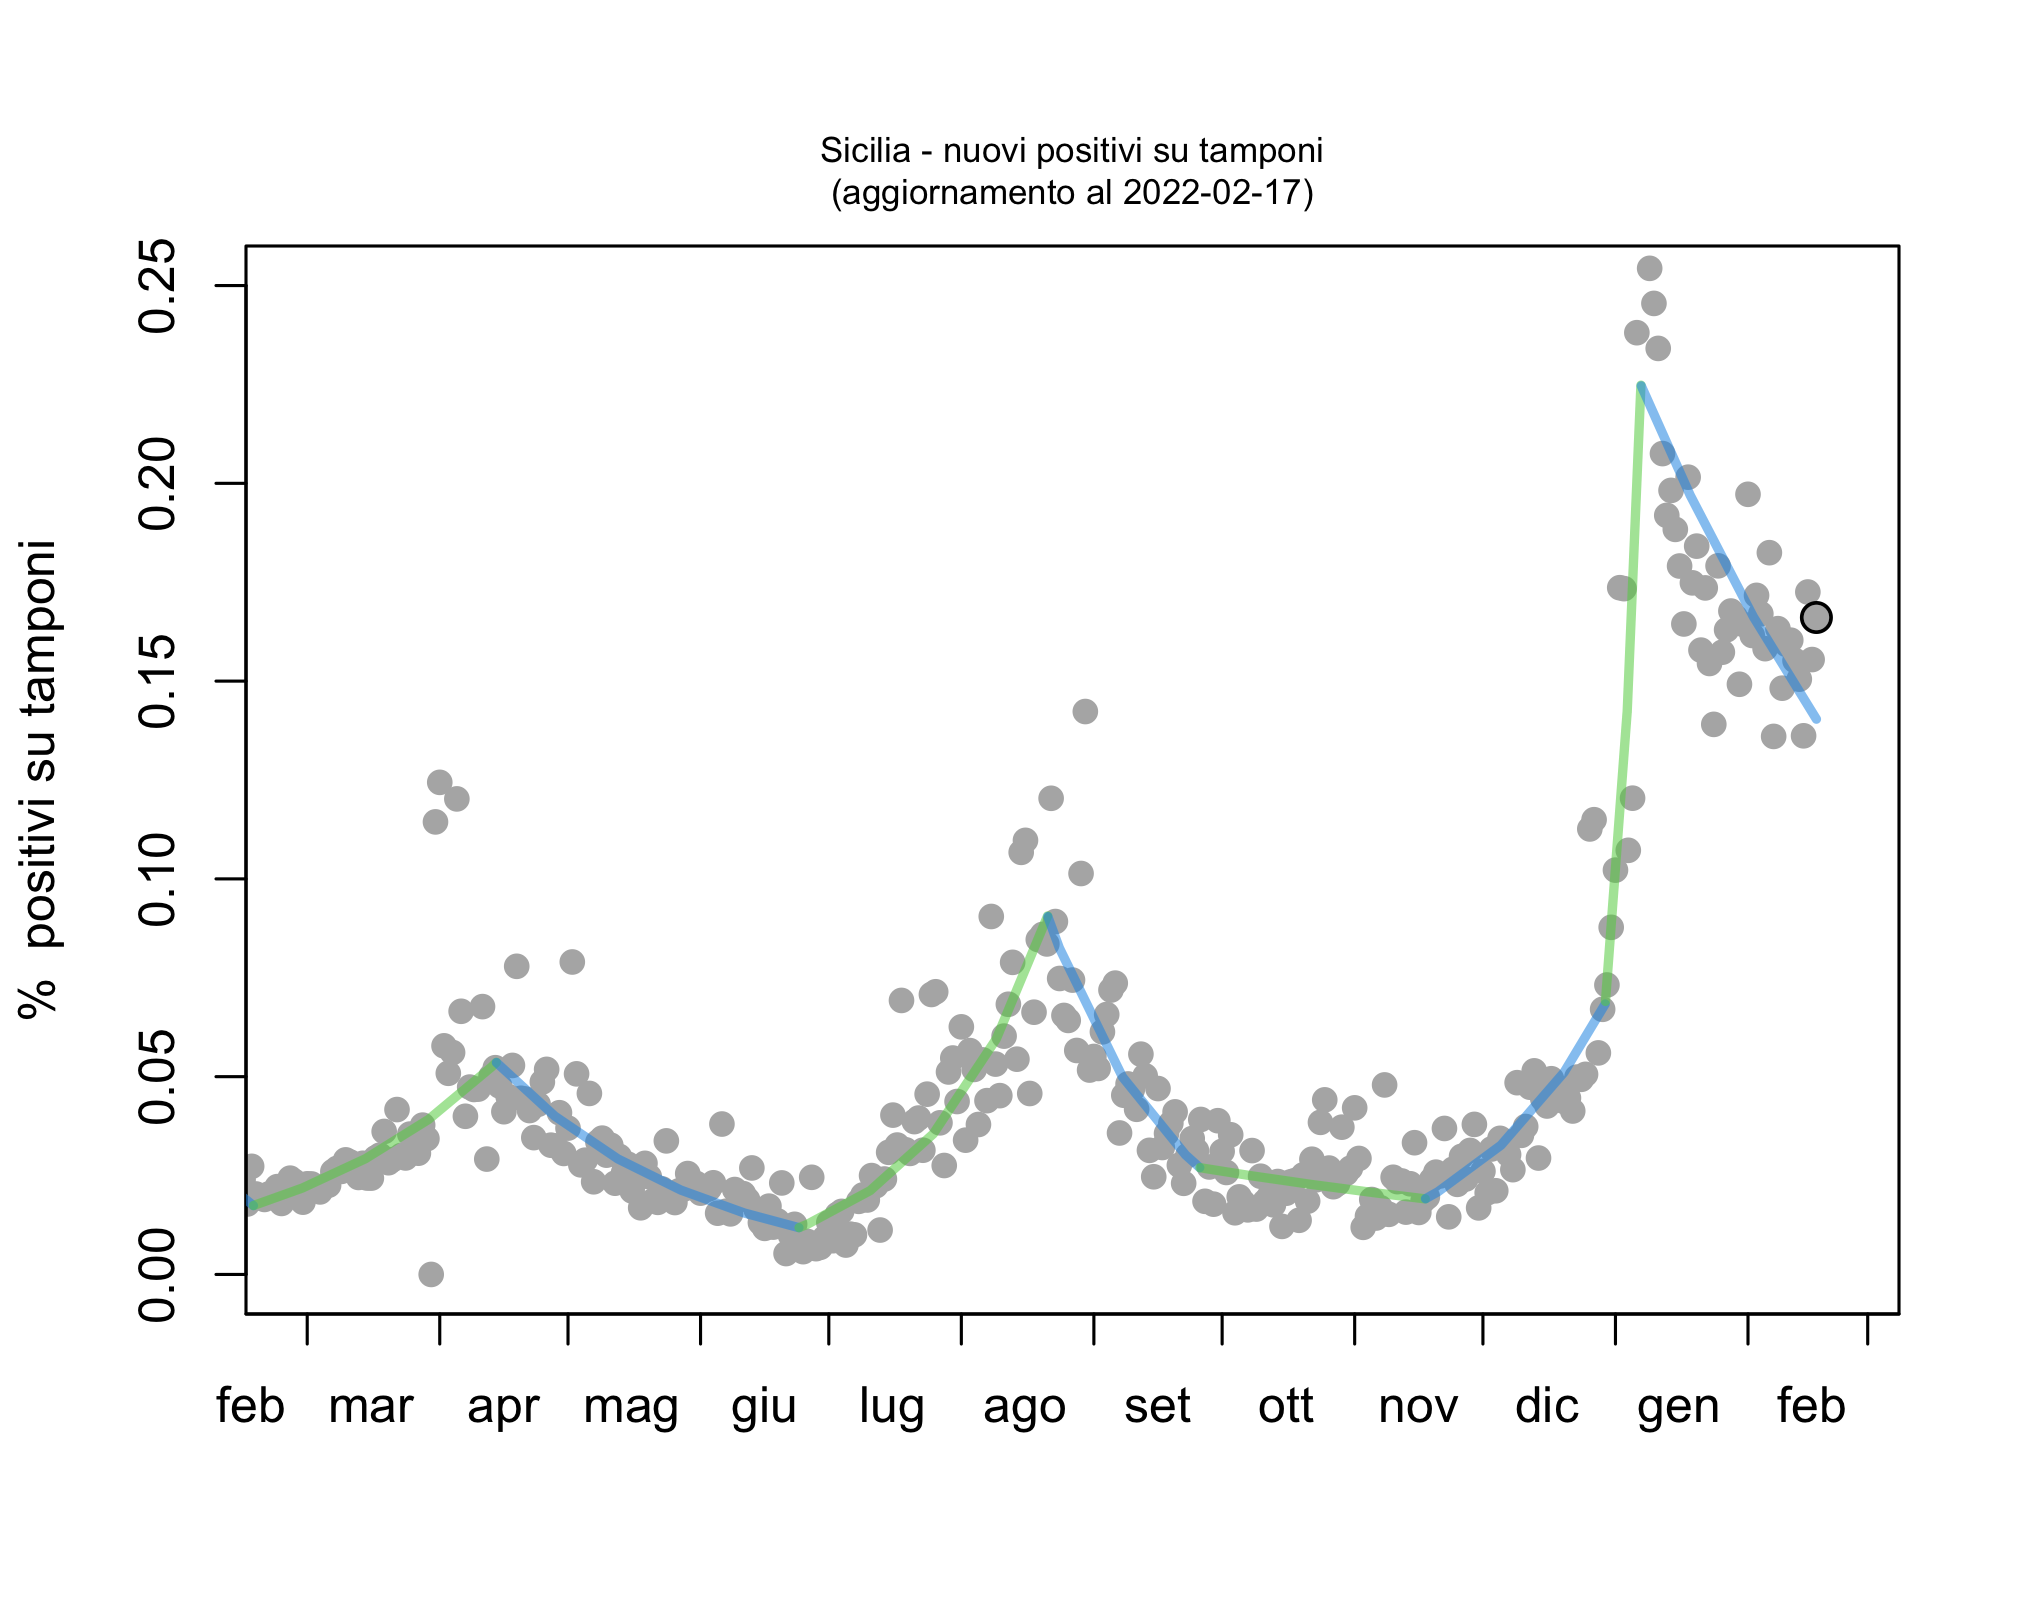 Sicilia - nuovi positivi su tamponi
(aggiornamento al 2022-02-17)
% positivi su tamponi
0.25
0.20
0.15
0.10
0.05
0.00
feb mar apr mag giu lug ago set ott nov dic gen feb